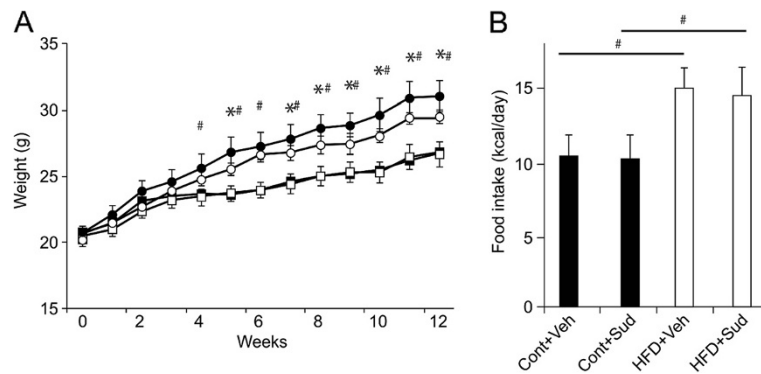 A
Weight (g)
35
30
25
20
15
# *# # *# *# *# *# *# *#
0 2 4 6 8 10 12
Weeks
B
Food intake (kcal/day)
15
10
5
0
#
#
Cont+Veh
Cont+Sud
HFD+Veh
HFD+Sud